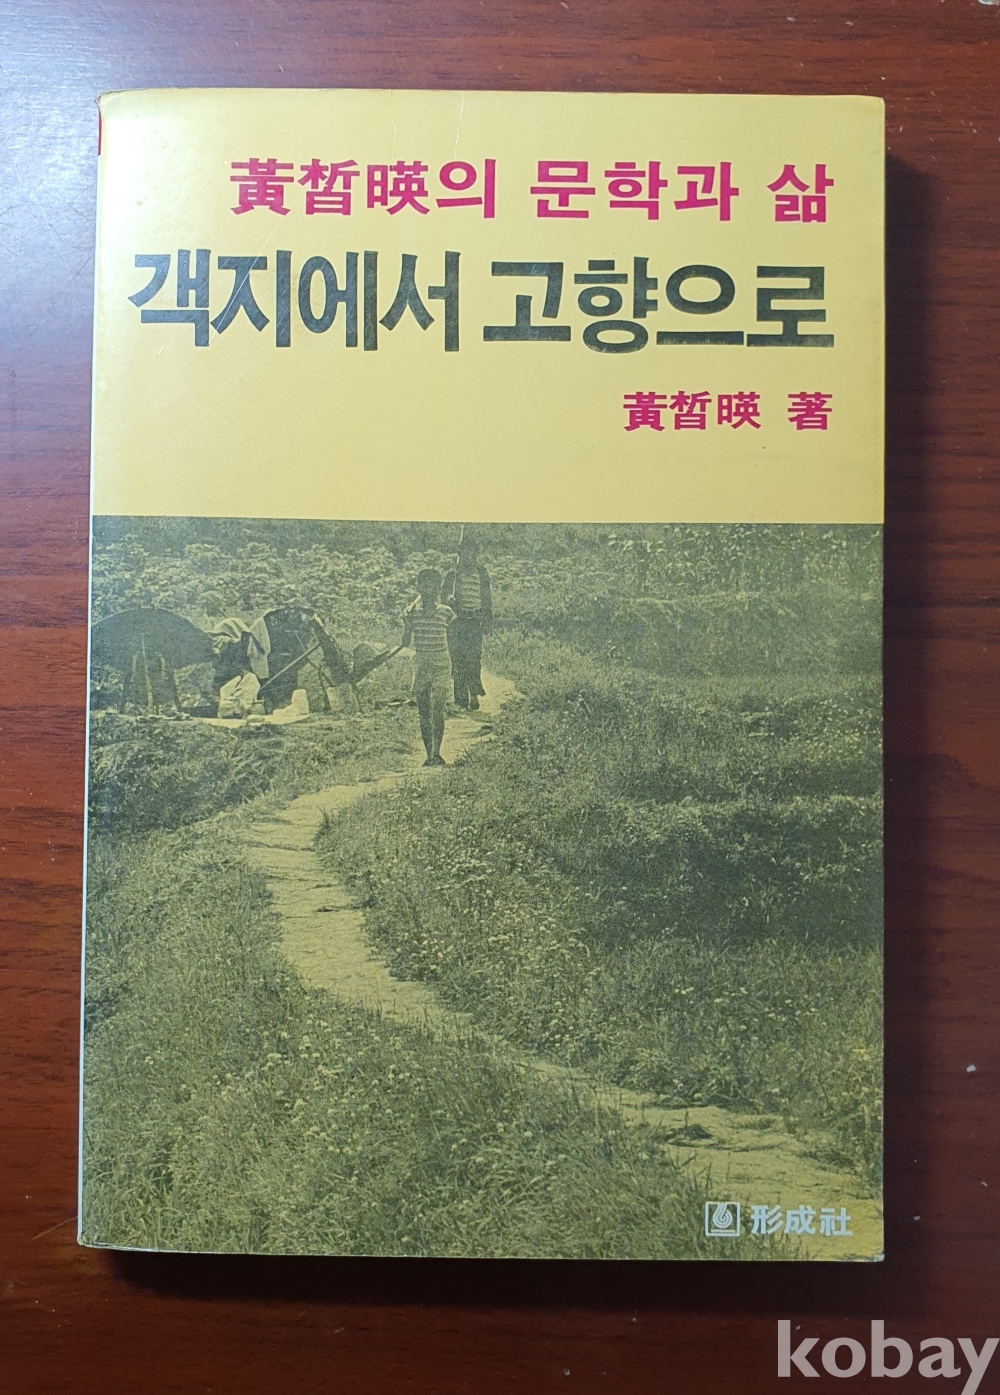 黃晳暎의 문학과 삶
객지에서 고향으로
黃晳暎 著
形成社
kobay